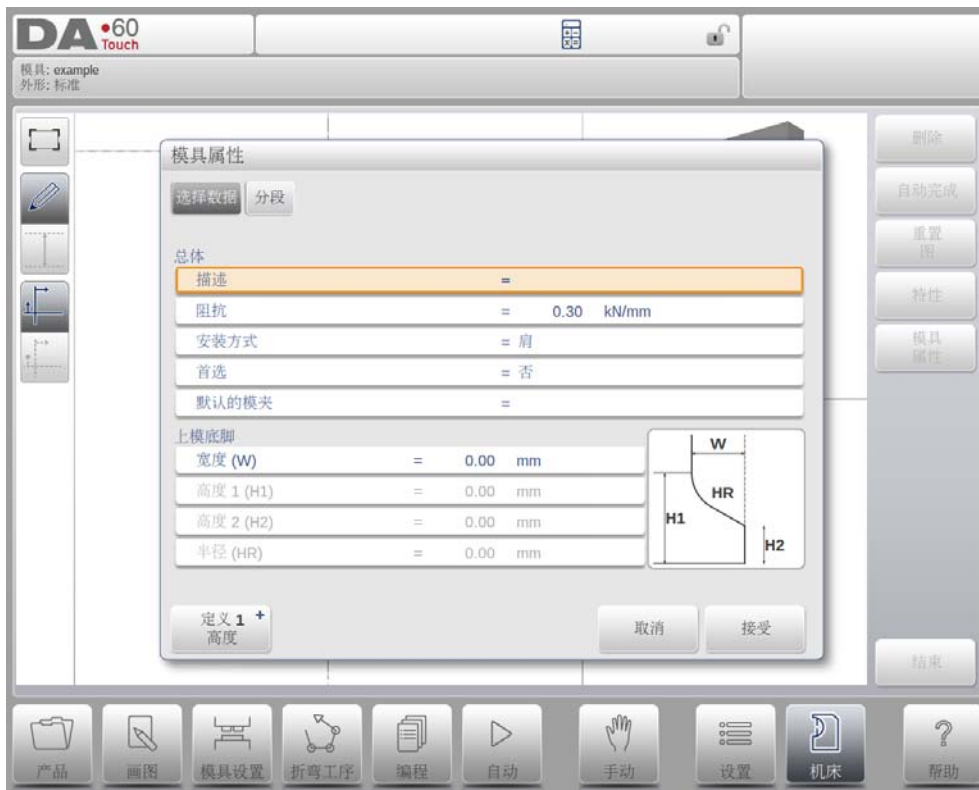 DA•60
Touch
模具: example
外形: 标准
模具属性
选择数据 分段
总体
描述 =
阻抗 = 0.30 kN/mm
安装方式 = 肩
首选 = 否
默认的模夹 =
上模底脚
宽度 (W) = 0.00 mm
高度 1 (H1) = 0.00 mm
高度 2 (H2) = 0.00 mm
半径 (HR) = 0.00 mm
W
HR
H1
H2
定义 1 +
高度
取消
接受
删除
自动完成
重置
图
特性
模具
属性
结束
产品
画图
模具设置
折弯工序
编程
自动
手动
设置
机床
帮助